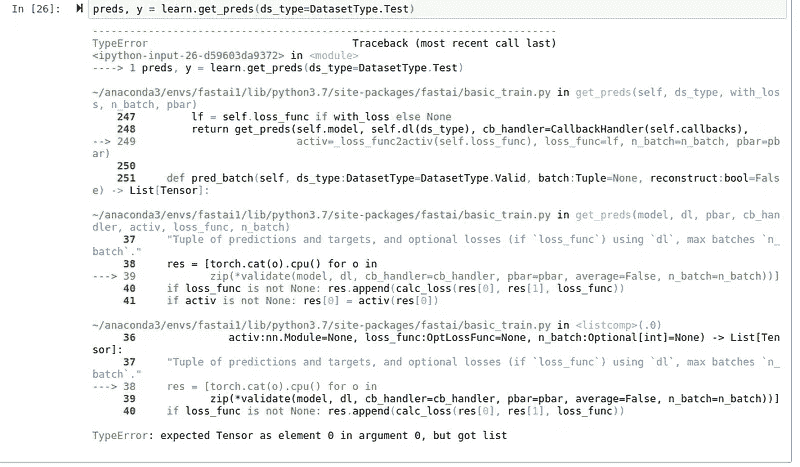 In [26]: preds, y = learn.get_preds(ds_type=DatasetType.Test)
---------------------------------------------------------------------------
TypeError                                 Traceback (most recent call last)
<ipython-input-26-d59603da9372> in <module>
----> 1 preds, y = learn.get_preds(ds_type=DatasetType.Test)
~/anaconda3/envs/fastai1/lib/python3.7/site-packages/fastai/basic_train.py in get_preds(self, ds_type, with_los
s, n_batch, pbar)
    247         lf = self.loss_func if with_loss else None
    248         return get_preds(self.model, self.dl(ds_type), cb_handler=CallbackHandler(self.callbacks),
--> 249                          activ=_loss_func2activ(self.loss_func), loss_func=lf, n_batch=n_batch, pbar=pb
ar)
    250
    251     def pred_batch(self, ds_type:DatasetType=DatasetType.Valid, batch:Tuple=None, reconstruct:bool=Fals
e) -> List[Tensor]:
~/anaconda3/envs/fastai1/lib/python3.7/site-packages/fastai/basic_train.py in get_preds(model, dl, pbar, cb_han
dler, activ, loss_func, n_batch)
     37     "Tuple of predictions and targets, and optional losses (if `loss_func`) using `dl`, max batches `n_
batch`."
     38     res = [torch.cat(o).cpu() for o in
---> 39            zip(*validate(model, dl, cb_handler=cb_handler, pbar=pbar, average=False, n_batch=n_batch))]
     40     if loss_func is not None: res.append(calc_loss(res[0], res[1], loss_func))
     41     if activ is not None: res[0] = activ(res[0])
~/anaconda3/envs/fastai1/lib/python3.7/site-packages/fastai/basic_train.py in <listcomp>(.0)
     36               activ:nn.Module=None, loss_func:OptLossFunc=None, n_batch:Optional[int]=None) -> List[Ten
sor]:
     37     "Tuple of predictions and targets, and optional losses (if `loss_func`) using `dl`, max batches `n_
batch`."
---> 38     res = [torch.cat(o).cpu() for o in
     39            zip(*validate(model, dl, cb_handler=cb_handler, pbar=pbar, average=False, n_batch=n_batch))]
     40     if loss_func is not None: res.append(calc_loss(res[0], res[1], loss_func))
TypeError: expected Tensor as element 0 in argument 0, but got list